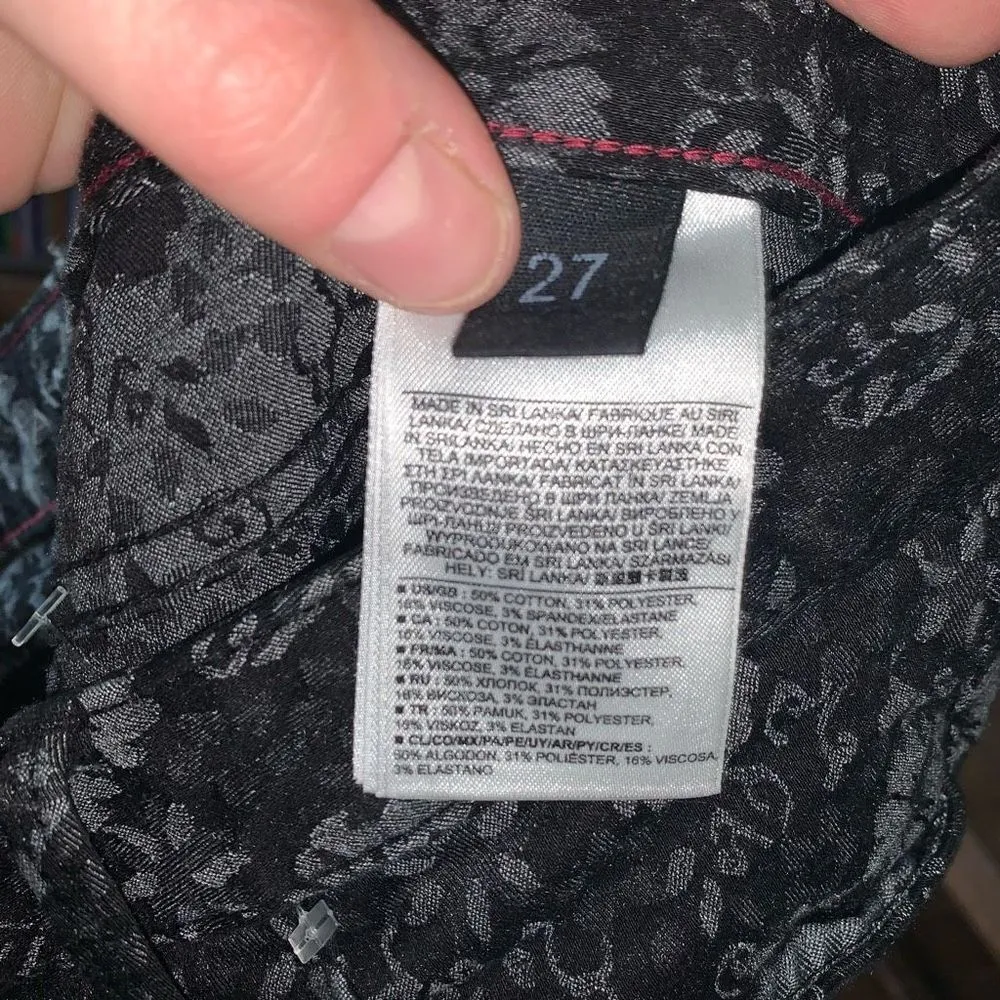 27
MADE IN SRI LANKA/ FABRIQUE AU SIRI
LANKA/ СДЕЛАНО В ШРИ-ЛАНКЕ/ MADE
IN SRILANKA/ HECHO EN SRI LANKA CON
TELA IMPORTADA/ ΚΑΤΑΣΚΕΥΑΣΤΗΚΕ
ΣΤΗ ΣΡΙ ΛΑΝΚΑ/ FABRICAT IN SRI LANKA/
ПРОИЗВЕДЕНО В ШРИ ЛАНКА/ ZEMLJA
PROIZVODNJE ŠRI LANKA/ ВИРОБЛЕНО У
ШРІ-ЛАНЦІ/ PROIZVEDENO U ŠRI LANKI/
WYPRODUKOWANO NA SRI LANCE/
FABRICADO EM SRI LANKA/ SZÁRMAZÁSI
HELY: SRÍ LANKA/
US/GB : 50% COTTON, 31% POLYESTER,
16% VISCOSE, 3% SPANDEX/ELASTANE
CA : 50% COTON, 31% POLYESTER,
16% VISCOSE, 3% ÉLASTHANNE
FR/MA : 50% COTON, 31% POLYESTER,
16% VISCOSE, 3% ÉLASTHANNE
RU : 50% ХЛОПОК, 31% ПОЛИЭСТЕР,
16% ВИСКОЗА, 3% ЭЛАСТАН
TR : 50% PAMUK, 31% POLYESTER,
16% VISKOZ, 3% ELASTAN
CL/CO/MX/PA/PE/UY/AR/PY/CR/ES :
50% ALGODON, 31% POLIÉSTER, 16% VISCOSA,
3% ELASTANO